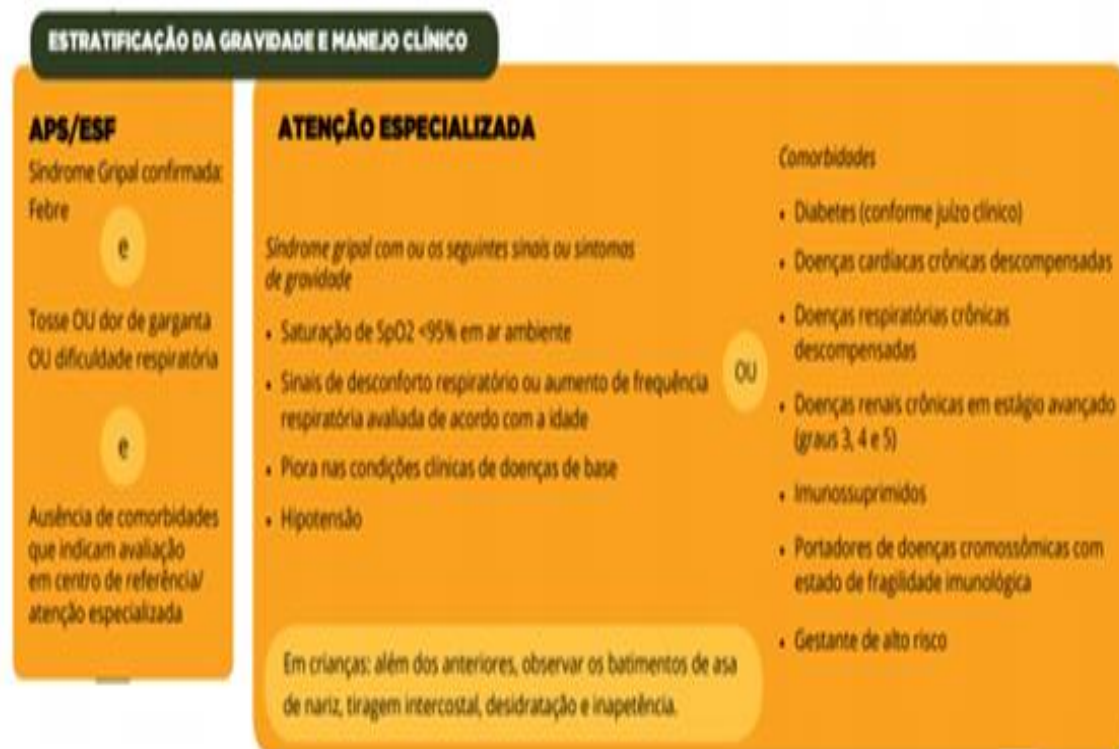 ESTRATIFICAÇÃO DA GRAVIDADE E MANEJO CLÍNICO
APS/ESF
Síndrome Gripal confirmada:
Febre
e
Tosse OU dor de garganta
OU dificuldade respiratória
e
Ausência de comorbidades
que indicam avaliação
em centro de referência/
atenção especializada
ATENÇÃO ESPECIALIZADA
Síndrome gripal com ou os seguintes sinais ou sintomas
de gravidade
• Saturação de SpO2 <95% em ar ambiente
• Sinais de desconforto respiratório ou aumento de frequência
respiratória avaliada de acordo com a idade
• Piora nas condições clínicas de doenças de base
• Hipotensão
Em crianças: além dos anteriores, observar os batimentos de asa
de nariz, tiragem intercostal, desidratação e inapetência.
OU
Comorbidades
• Diabetes (conforme juízo clínico)
• Doenças cardíacas crônicas descompensadas
• Doenças respiratórias crônicas
descompensadas
• Doenças renais crônicas em estágio avançado
(graus 3, 4 e 5)
• Imunossuprimidos
• Portadores de doenças cromossômicas com
estado de fragilidade imunológica
• Gestante de alto risco